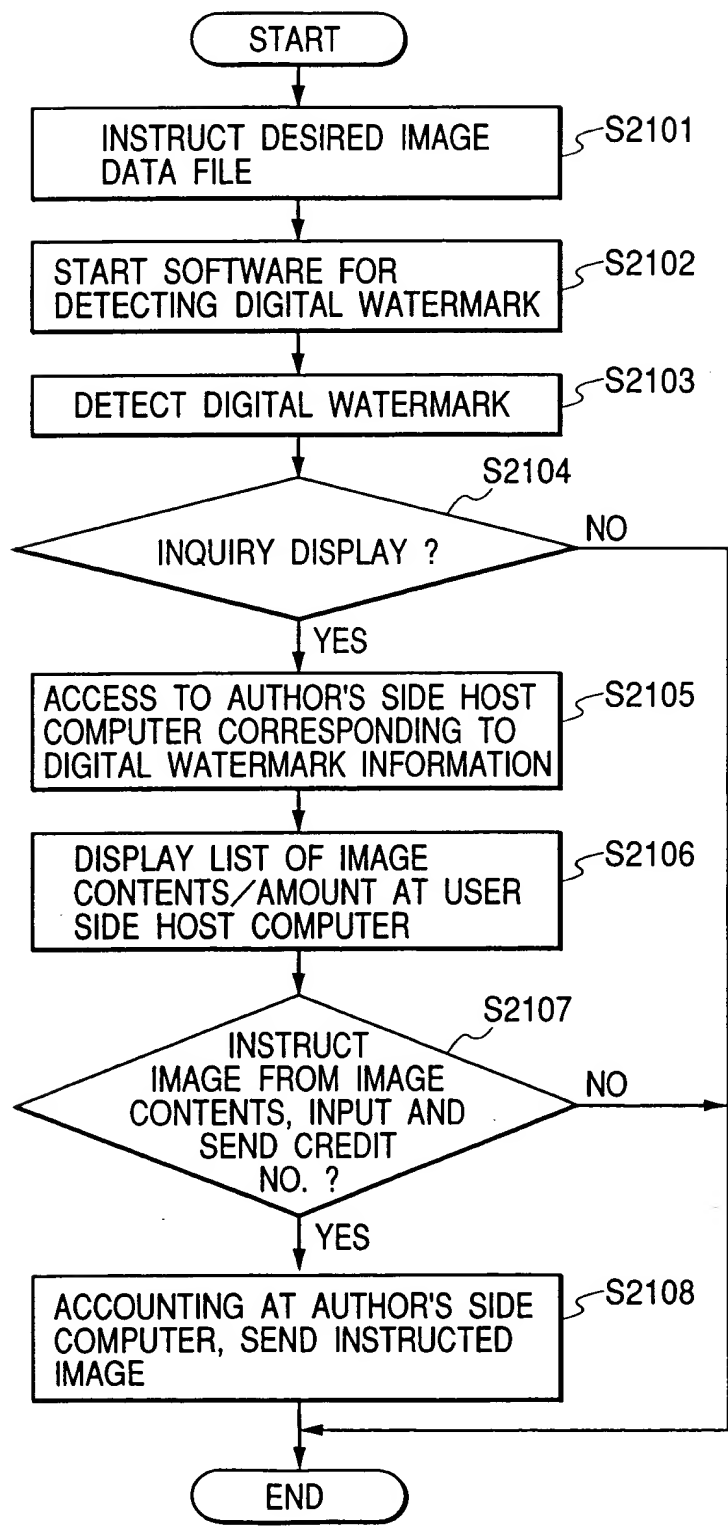 START
INSTRUCT DESIRED IMAGE
DATA FILE
S2101
START SOFTWARE FOR
DETECTING DIGITAL WATERMARK
S2102
DETECT DIGITAL WATERMARK
S2103
S2104
INQUIRY DISPLAY ?
NO
YES
ACCESS TO AUTHOR'S SIDE HOST
COMPUTER CORRESPONDING TO
DIGITAL WATERMARK INFORMATION
S2105
DISPLAY LIST OF IMAGE
CONTENTS/AMOUNT AT USER
SIDE HOST COMPUTER
S2106
S2107
INSTRUCT
IMAGE FROM IMAGE
CONTENTS, INPUT AND
SEND CREDIT
NO. ?
NO
YES
ACCOUNTING AT AUTHOR'S SIDE
COMPUTER, SEND INSTRUCTED
IMAGE
S2108
END